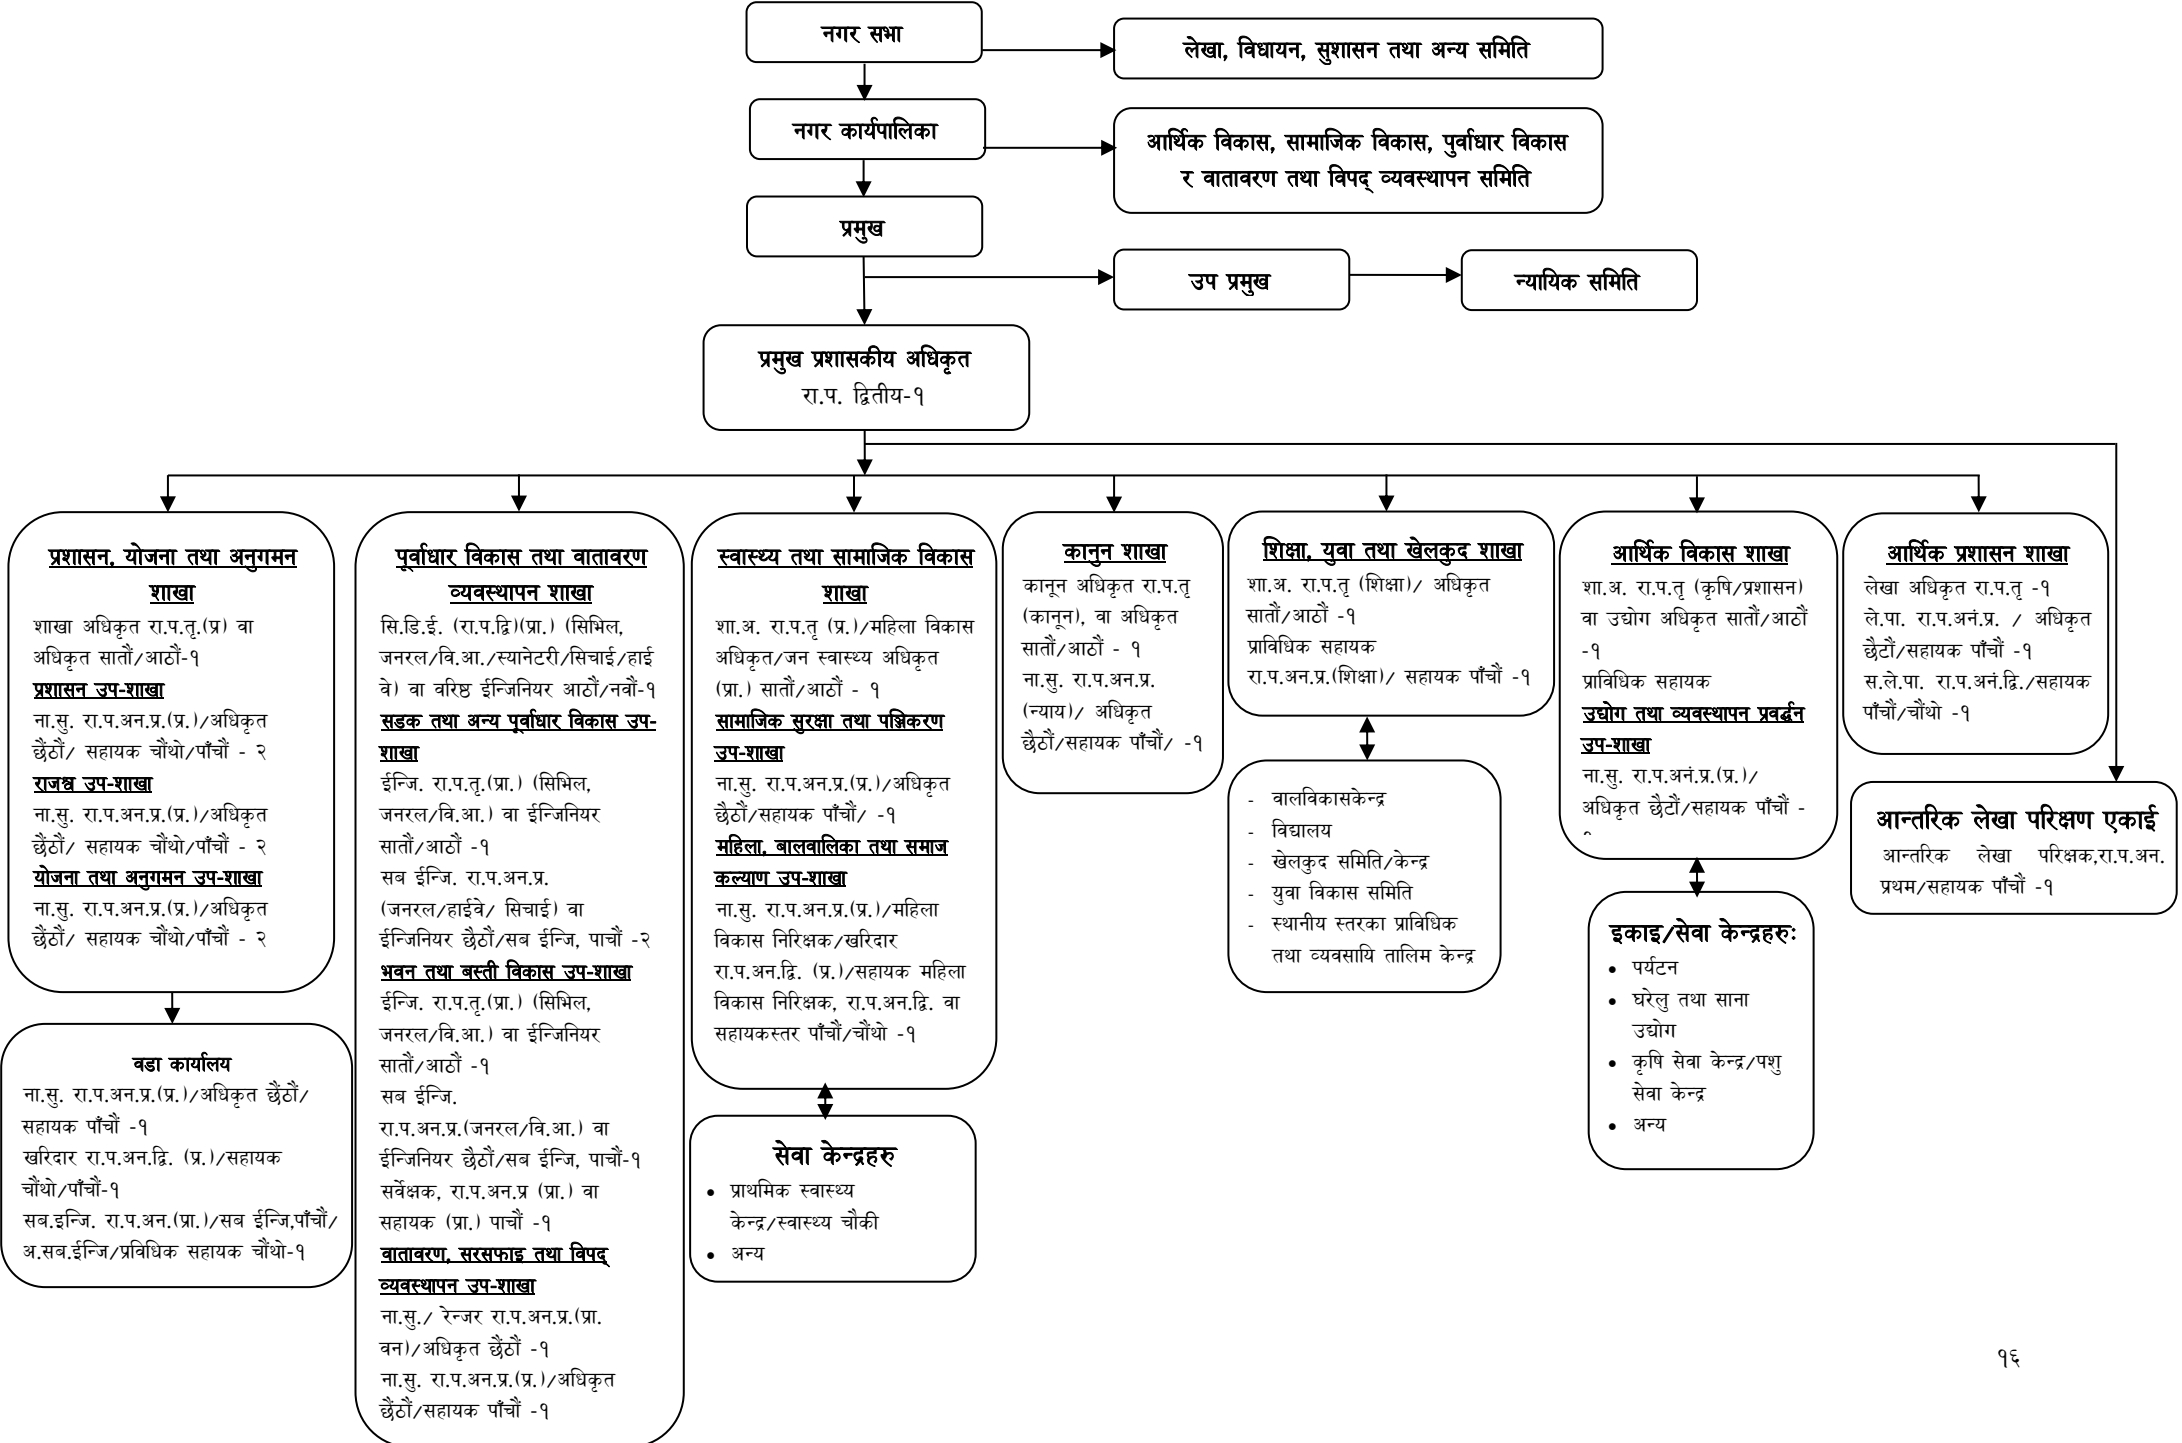 नगर सभा
लेखा, विधायन, सुशासन तथा अन्य समिति
नगर कार्यपालिका
आर्थिक विकास, सामाजिक विकास, पुर्वाधार विकास
र वातावरण तथा विपद् व्यवस्थापन समिति
प्रमुख
उप प्रमुख
न्यायिक समिति
प्रमुख प्रशासकीय अधिकृत
रा.प. द्वितीय-१
प्रशासन, योजना तथा अनुगमन
शाखा
शाखा अधिकृत रा.प.तृ.(प्र) वा
अधिकृत सातौं/आठौं-१
प्रशासन उप-शाखा
ना.सु. रा.प.अन.प्र.(प्र.)/अधिकृत
छैंठौं/ सहायक चौंथो/पाँचौं - २
राजश्व उप-शाखा
ना.सु. रा.प.अन.प्र.(प्र.)/अधिकृत
छैंठौं/ सहायक चौंथो/पाँचौं - २
योजना तथा अनुगमन उप-शाखा
ना.सु. रा.प.अन.प्र.(प्र.)/अधिकृत
छैंठौं/ सहायक चौंथो/पाँचौं - २
वडा कार्यालय
ना.सु. रा.प.अन.प्र.(प्र.)/अधिकृत छैंठौं/
सहायक पाँचौं -१
खरिदार रा.प.अन.द्वि. (प्र.)/सहायक
चौंथो/पाँचौं-१
सब.इन्जि. रा.प.अन.(प्रा.)/सब ईन्जि,पाँचौं/
अ.सब.ईन्जि/प्रविधिक सहायक चौंथो-१
पूर्वाधार विकास तथा वातावरण
व्यवस्थापन शाखा
सि.डि.ई. (रा.प.द्वि)(प्रा.) (सिभिल,
जनरल/वि.आ./स्यानेटरी/सिचाई/हाई
वे) वा वरिष्ठ ईन्जिनियर आठौं/नवौं-१
सडक तथा अन्य पूर्वाधार विकास उप-
शाखा
ईन्जि. रा.प.तृ.(प्रा.) (सिभिल,
जनरल/वि.आ.) वा ईन्जिनियर
सातौं/आठौं -१
सब ईन्जि. रा.प.अन.प्र.
(जनरल/हाईवे/ सिचाई) वा
ईन्जिनियर छैठौं/सब ईन्जि, पाचौं -२
भवन तथा बस्ती विकास उप-शाखा
ईन्जि. रा.प.तृ.(प्रा.) (सिभिल,
जनरल/वि.आ.) वा ईन्जिनियर
सातौं/आठौं -१
सब ईन्जि.
रा.प.अन.प्र.(जनरल/वि.आ.) वा
ईन्जिनियर छैठौं/सब ईन्जि, पाचौं-१
सर्वेक्षक, रा.प.अन.प्र (प्रा.) वा
सहायक (प्रा.) पाचौं -१
वातावरण, सरसफाइ तथा विपद्
व्यवस्थापन उप-शाखा
ना.सु./ रेन्जर रा.प.अन.प्र.(प्रा.
वन)/अधिकृत छैंठौं -१
ना.सु. रा.प.अन.प्र.(प्र.)/अधिकृत
छैंठौं/सहायक पाँचौं -१
स्वास्थ्य तथा सामाजिक विकास
शाखा
शा.अ. रा.प.तृ (प्र.)/महिला विकास
अधिकृत/जन स्वास्थ्य अधिकृत
(प्रा.) सातौं/आठौं - १
सामाजिक सुरक्षा तथा पञ्जिकरण
उप-शाखा
ना.सु. रा.प.अन.प्र.(प्र.)/अधिकृत
छैठौं/सहायक पाँचौं/ -१
महिला, बालवालिका तथा समाज
कल्याण उप-शाखा
ना.सु. रा.प.अन.प्र.(प्र.)/महिला
विकास निरिक्षक/खरिदार
रा.प.अन.द्वि. (प्र.)/सहायक महिला
विकास निरिक्षक, रा.प.अन.द्वि. वा
सहायकस्तर पाँचौं/चौंथो -१
सेवा केन्द्रहरु
• प्राथमिक स्वास्थ्य
केन्द्र/स्वास्थ्य चौकी
• अन्य
कानुन शाखा
कानून अधिकृत रा.प.तृ
(कानून), वा अधिकृत
सातौं/आठौं - १
ना.सु. रा.प.अन.प्र.
(न्याय)/ अधिकृत
छैठौं/सहायक पाँचौं/ -१
शिक्षा, युवा तथा खेलकुद शाखा
शा.अ. रा.प.तृ (शिक्षा)/ अधिकृत
सातौं/आठौं -१
प्राविधिक सहायक
रा.प.अन.प्र.(शिक्षा)/ सहायक पाँचौं -१
- वालविकासकेन्द्र
- विद्यालय
- खेलकुद समिति/केन्द्र
- युवा विकास समिति
- स्थानीय स्तरका प्राविधिक
तथा व्यवसायि तालिम केन्द्र
आर्थिक विकास शाखा
शा.अ. रा.प.तृ (कृषि/प्रशासन)
वा उद्योग अधिकृत सातौं/आठौं
-१
प्राविधिक सहायक
उद्योग तथा व्यवस्थापन प्रवर्द्धन
उप-शाखा
ना.सु. रा.प.अनं.प्र.(प्र.)/
अधिकृत छैटौं/सहायक पाँचौं -
इकाइ/सेवा केन्द्रहरुः
• पर्यटन
• घरेलु तथा साना
उद्योग
• कृषि सेवा केन्द्र/पशु
सेवा केन्द्र
• अन्य
आर्थिक प्रशासन शाखा
लेखा अधिकृत रा.प.तृ -१
ले.पा. रा.प.अनं.प्र. / अधिकृत
छैटौं/सहायक पाँचौं -१
स.ले.पा. रा.प.अनं.द्वि./सहायक
पाँचौं/चौंथो -१
आन्तरिक लेखा परिक्षण एकाई
आन्तरिक लेखा परिक्षक,रा.प.अन.
प्रथम/सहायक पाँचौं -१
१६